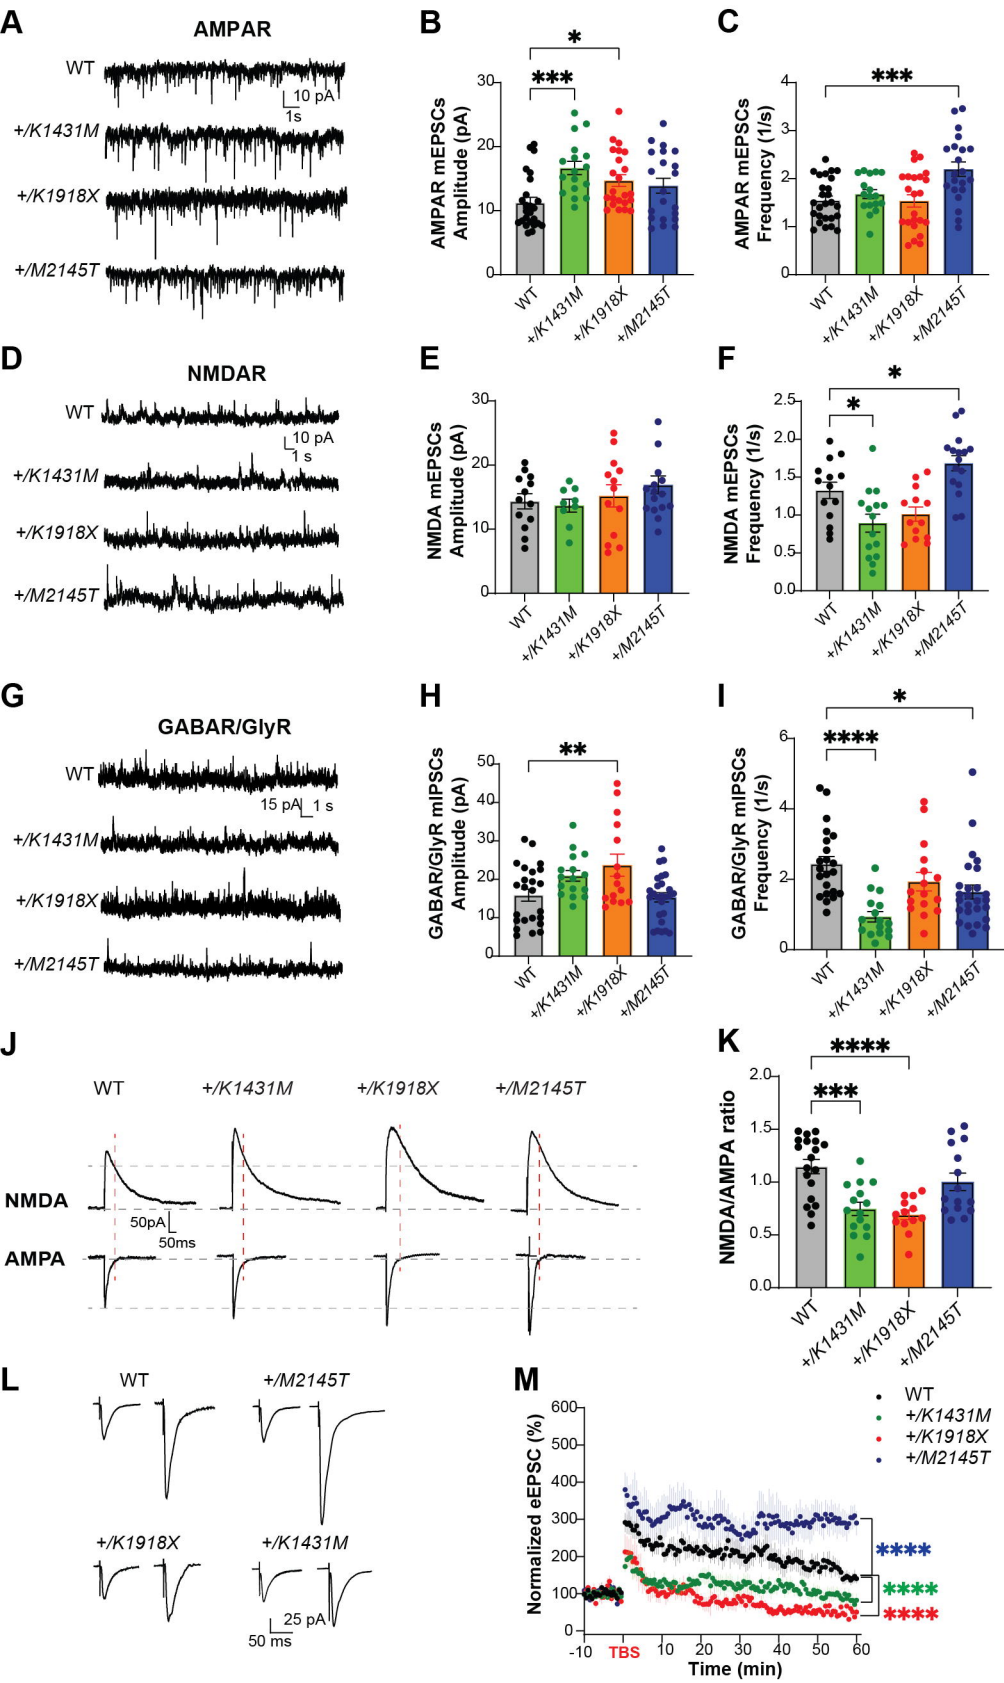 A
AMPAR
WT
+/K1431M
+/K1918X
+/M2145T
10 pA
1s
B
*
***
AMPAR mEPSCs
Amplitude (pA)
30
20
10
0
WT
+/K1431M
+/K1918X
+/M2145T
C
***
AMPAR mEPSCs
Frequency (1/s)
4
3
2
1
0
WT
+/K1431M
+/K1918X
+/M2145T
D
NMDAR
WT
+/K1431M
+/K1918X
+/M2145T
10 pA
1 s
E
NMDA mEPSCs
Amplitude (pA)
30
20
10
0
WT
+/K1431M
+/K1918X
+/M2145T
F
*
*
NMDA mEPSCs
Frequency (1/s)
2.5
2.0
1.5
1.0
0.5
0.0
WT
+/K1431M
+/K1918X
+/M2145T
G
GABAR/GlyR
WT
+/K1431M
+/K1918X
+/M2145T
15 pA
1 s
H
**
GABAR/GlyR mIPSCs
Amplitude (pA)
50
40
30
20
10
0
WT
+/K1431M
+/K1918X
+/M2145T
I
*
****
GABAR/GlyR mIPSCs
Frequency (1/s)
6
4
2
0
WT
+/K1431M
+/K1918X
+/M2145T
J
WT
+/K1431M
+/K1918X
+/M2145T
NMDA
50pA
50ms
AMPA
K
****
***
NMDA/AMPA ratio
2.0
1.5
1.0
0.5
0.0
WT
+/K1431M
+/K1918X
+/M2145T
L
WT
+/M2145T
+/K1918X
+/K1431M
25 pA
50 ms
M
WT
+/K1431M
+/K1918X
+/M2145T
Normalized eEPSC (%)
600
500
400
300
200
100
0
****
****
****
-10
TBS
10
20
30
40
50
60
Time (min)